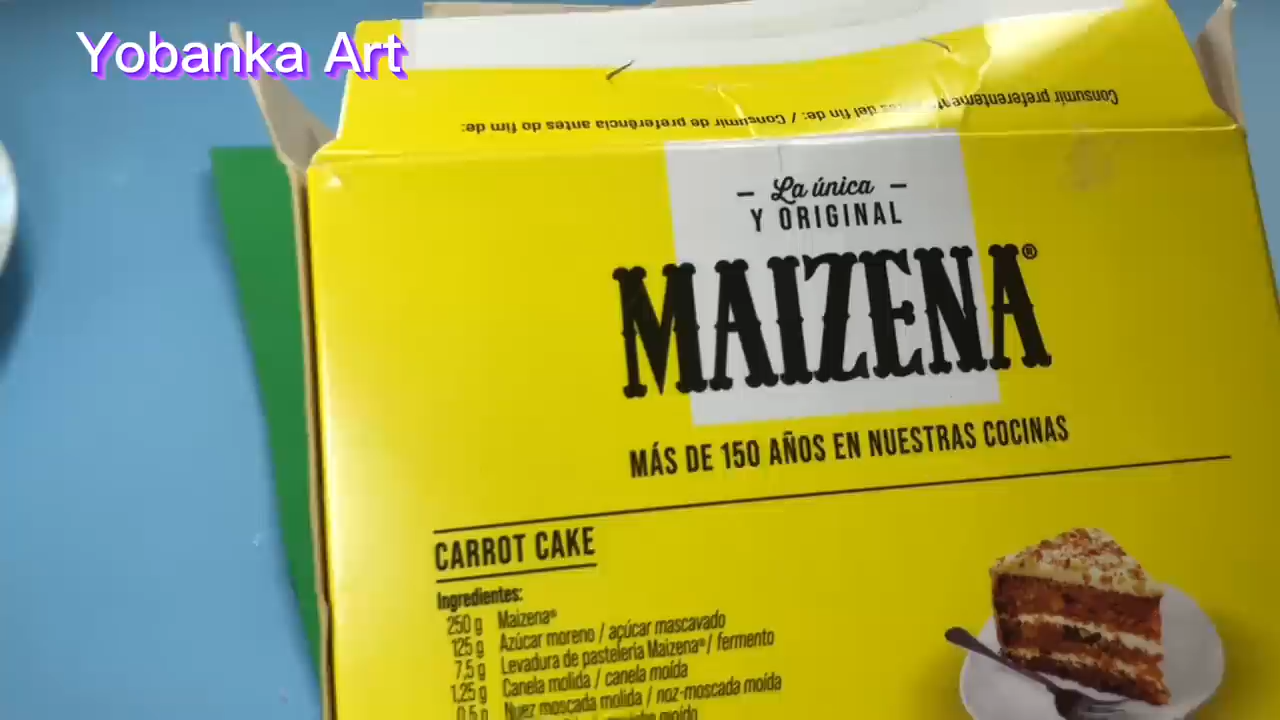 Yobanka Art
Consumir preferentemente antes del fin de: / Consumir de preferência antes do fim de:
La única
Y ORIGINAL
MAIZENA®
MÁS DE 150 AÑOS EN NUESTRAS COCINAS
CARROT CAKE
Ingredientes:
250 g Maizena®
125 g Azúcar moreno / açúcar mascavado
7,5 g Levadura de pastelería Maizena®/ fermento
1,25 g Canela molida / canela moída
0,5 g Nuez moscada molida / noz-moscada moída